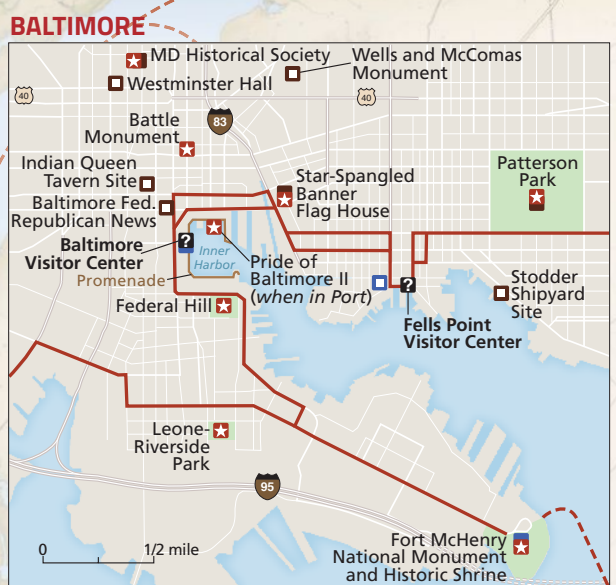 BALTIMORE
MD Historical Society
Wells and McComas
Monument
Westminster Hall
40
40
83
Battle
Monument
Indian Queen
Tavern Site
Star-Spangled
Banner
Flag House
Patterson
Park
Baltimore Fed.
Republican News
Baltimore
Visitor Center
?
Inner
Harbor
Promenade
Pride of
Baltimore II
(when in Port)
?
Fells Point
Visitor Center
Stodder
Shipyard
Site
Federal Hill
Leone-
Riverside
Park
95
Fort McHenry
National Monument
and Historic Shrine
0 1/2 mile